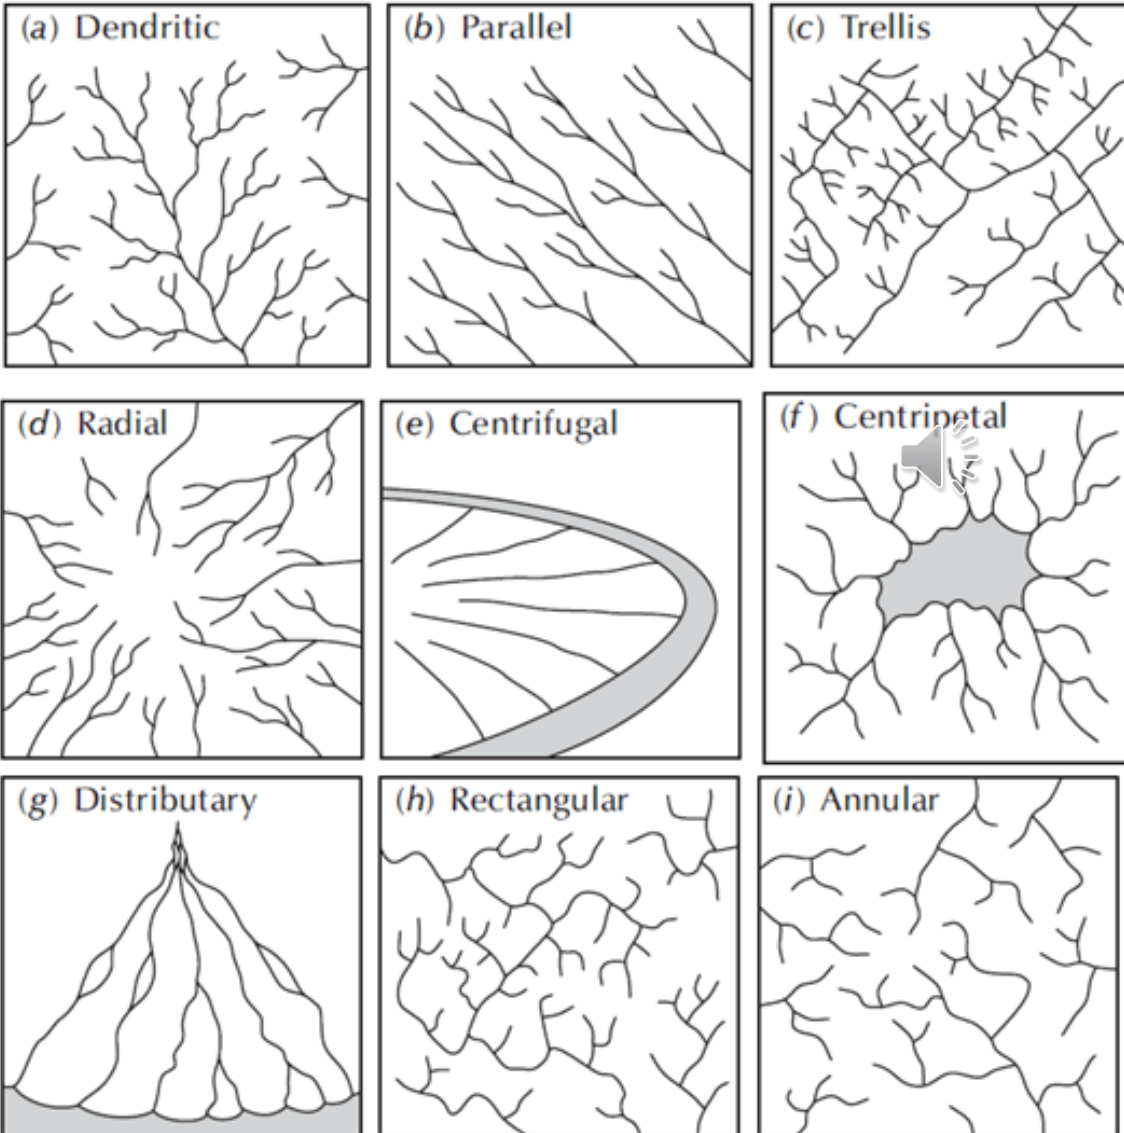 (a) Dendritic
(b) Parallel
(c) Trellis
(d) Radial
(e) Centrifugal
(f) Centripetal
(g) Distributary
(h) Rectangular
(i) Annular